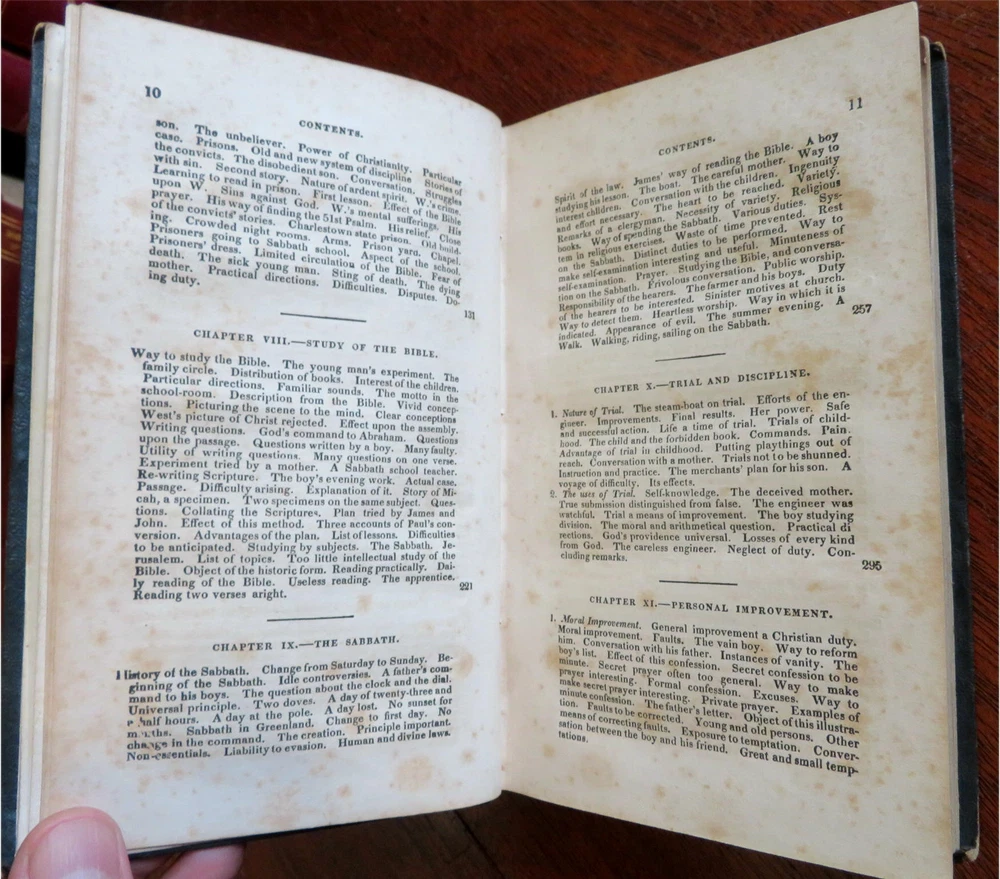 10
CONTENTS.
son. The unbeliever. Power of Christianity. Particular
case. Prisons. Old and new system of discipline Stories of
the convicts. The disobedient son. Conversation. Struggles
with sin. Second story. Nature of ardent spirit. W.'s crime.
Learning to read in prison. First lesson. Effect of the Bible
upon W. Sins against God. W.'s mental sufferings. His
prayer. His way of finding the 51st Psalm. His relief. Close
of the convicts' stories. Charlestown state prison. Old build-
ing. Crowded night rooms. Arms. Prison yard. Chapel.
Prisoners going to Sabbath school. Aspect of the school.
Prisoners' dress. Limited circulation of the Bible. Fear of
death. The sick young man. Sting of death. The dying
mother. Practical directions. Difficulties. Disputes. Do-
ing duty.
131
CHAPTER VIII.—STUDY OF THE BIBLE.
Way to study the Bible. The young man's experiment. The
family circle. Distribution of books. Interest of the children.
Particular directions. Familiar sounds. The motto in the
school-room. Description from the Bible. Vivid concep-
tions. Picturing the scene to the mind. Clear conceptions
West's picture of Christ rejected. Effect upon the assembly.
Writing questions. God's command to Abraham. Questions
upon the passage. Questions written by a boy. Many faulty.
Utility of writing questions. Many questions on one verse.
Experiment tried by a mother. A Sabbath school teacher.
Re-writing Scripture. The boy's evening work. Actual case.
Passage. Difficulty arising. Explanation of it. Story of Mi-
cah, a specimen. Two specimens on the same subject. Ques-
tions. Collating the Scriptures. Plan tried by James and
John. Effect of this method. Three accounts of Paul's con-
version. Advantages of the plan. List of lessons. Difficulties
to be anticipated. Studying by subjects. The Sabbath. Je-
rusalem. List of topics. Too little intellectual study of the
Bible. Object of the historic form. Reading practically. Dai-
ly reading of the Bible. Useless reading. The apprentice.
Reading two verses aright.
221
CHAPTER IX.—THE SABBATH.
History of the Sabbath. Change from Saturday to Sunday. Be-
ginning of the Sabbath. Idle controversies. A father's com-
mand to his boys. The question about the clock and the dial.
Universal principle. Two doves. A day of twenty-three and
a half hours. A day at the pole. A day lost. No sunset for
months. Sabbath in Greenland. Change to first day. No
change in the command. The creation. Principle important.
Non-essentials. Liability to evasion. Human and divine laws.
11
CONTENTS.
Spirit of the law. James' way of reading the Bible. A boy
studying his lesson. The boat. The careful mother. Way to
interest children. Conversation with the children. Ingenuity
and effort necessary. The heart to be reached. Variety.
Remarks of a clergyman. Necessity of variety. Religious
books. Way of spending the Sabbath. Various duties. Sys-
tem in religious exercises. Waste of time prevented. Rest
on the Sabbath. Distinct duties to be performed. Way to
make self-examination interesting and useful. Minuteness of
self-examination. Prayer. Studying the Bible, and conversa-
tion on the Sabbath. Frivolous conversation. Public worship.
Responsibility of the hearers. The farmer and his boys. Duty
of the hearers to be interested. Sinister motives at church.
Way to detect them. Heartless worship. Way in which it is
indicated. Appearance of evil. The summer evening. A
Walk. Walking, riding, sailing on the Sabbath.
257
CHAPTER X.—TRIAL AND DISCIPLINE.
1. Nature of Trial. The steam-boat on trial. Efforts of the en-
gineer. Improvements. Final results. Her power. Safe
and successful action. Life a time of trial. Trials of child-
hood. The child and the forbidden book. Commands. Pain.
Advantage of trial in childhood. Putting playthings out of
reach. Conversation with a mother. Trials not to be shunned.
Instruction and practice. The merchants' plan for his son. A
voyage of difficulty. Its effects.
2. The uses of Trial. Self-knowledge. The deceived mother.
True submission distinguished from false. The engineer was
watchful. Trial a means of improvement. The boy studying
division. The moral and arithmetical question. Practical di
rections. God's providence universal. Losses of every kind
from God. The careless engineer. Neglect of duty. Con-
cluding remarks.
295
CHAPTER XI.—PERSONAL IMPROVEMENT.
1. Moral Improvement. General improvement a Christian duty.
Moral improvement. Faults. The vain boy. Way to reform
him. Conversation with his father. Instances of vanity. The
boy's list. Effect of this confession. Secret confession to be
minute. Secret prayer often too general. Way to make
prayer interesting. Formal confession. Excuses. Way to
make secret prayer interesting. Private prayer. Examples of
minute confession. The father's letter. Object of this illustra-
tion. Faults to be corrected. Young and old persons. Other
means of correcting faults. Exposure to temptation. Conver-
sation between the boy and his friend. Great and small temp-
tations.